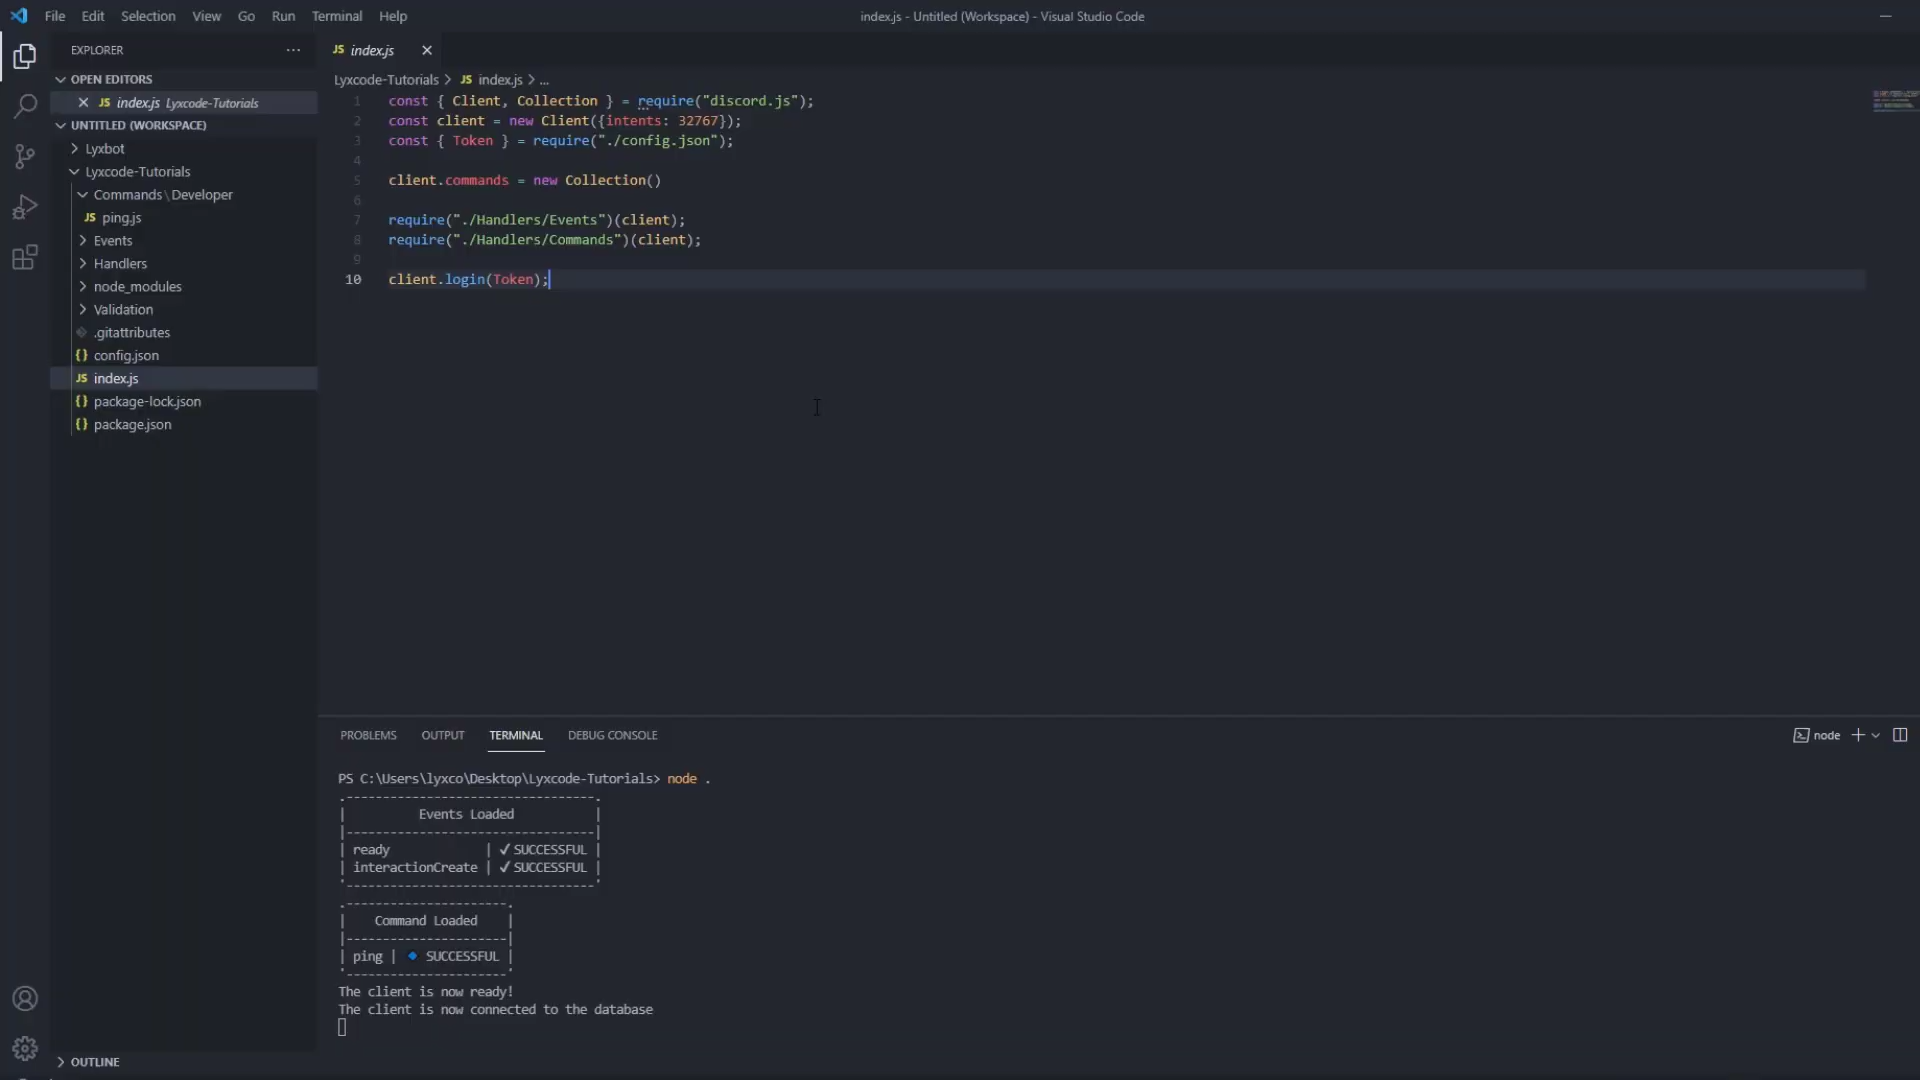 File Edit Selection View Go Run Terminal Help
index.js - Untitled (Workspace) - Visual Studio Code
EXPLORER
OPEN EDITORS
JS index.js Lyxcode-Tutorials
UNTITLED (WORKSPACE)
Lyxbot
Lyxcode-Tutorials
Commands\Developer
JS ping.js
Events
Handlers
node_modules
Validation
.gitattributes
{} config.json
JS index.js
{} package-lock.json
{} package.json
OUTLINE
JS index.js
Lyxcode-Tutorials > JS index.js > ...
1 const { Client, Collection } = require("discord.js");
2 const client = new Client({intents: 32767});
3 const { Token } = require("./config.json");
4
5 client.commands = new Collection()
6
7 require("./Handlers/Events")(client);
8 require("./Handlers/Commands")(client);
9
10 client.login(Token);
PROBLEMS OUTPUT TERMINAL DEBUG CONSOLE
node
PS C:\Users\lyxco\Desktop\Lyxcode-Tutorials> node .
.----------------------------------.
| Events Loaded |
|----------------------------------|
| ready | ✔ SUCCESSFUL |
| interactionCreate | ✔ SUCCESSFUL |
'----------------------------------'
.----------------------.
| Command Loaded |
|----------------------|
| ping | 🔹 SUCCESSFUL |
'----------------------'
The client is now ready!
The client is now connected to the database